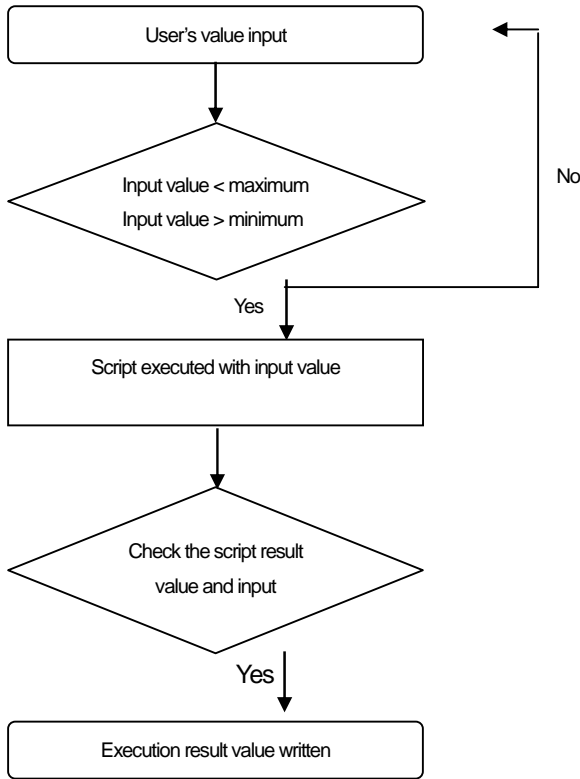 User's value input
Input value < maximum
Input value > minimum
No
Yes
Script executed with input value
Check the script result
value and input
Yes
Execution result value written